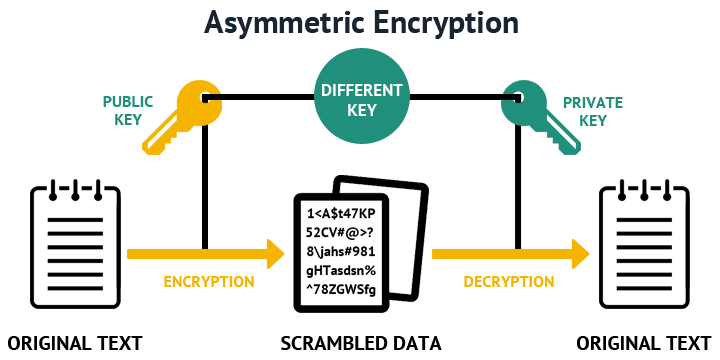 Asymmetric Encryption
PUBLIC
KEY
DIFFERENT
KEY
PRIVATE
KEY
1<A$t47KP
52CV#@>?
8\jahs#981
gHTasdsn%
^78ZGWSfg
ENCRYPTION
DECRYPTION
ORIGINAL TEXT
SCRAMBLED DATA
ORIGINAL TEXT